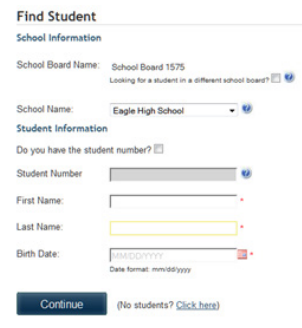 Find Student
School Information
School Board Name: School Board 1575
Looking for a student in a different school board?
School Name: Eagle High School
Student Information
Do you have the student number?
Student Number
First Name: *
Last Name: *
Birth Date: MM/DD/YYYY *
Date format: mm/dd/yyyy
Continue (No students? Click here)